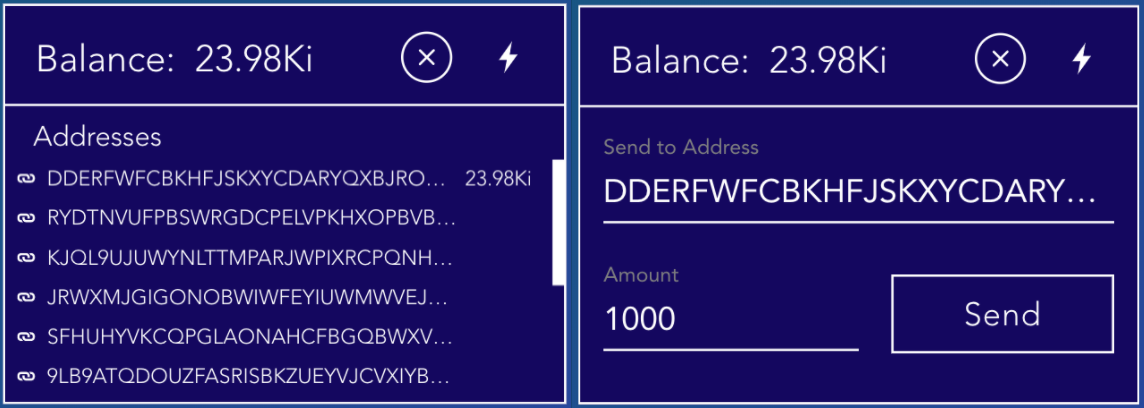 Balance: 23.98Ki
Addresses
DDERFWFCBKHFJSKXYCDARYQXBJRO... 23.98Ki
RYDTNVUFPBSWRGDCPELVPKHXOPBVB...
KJQL9UJUWYNLTTMPARJWPIXRCPQNH...
JRWXMJGIGONOBWIWFEYIUWMWVEJ...
SFHUHYVKCQPGLAONAHCFBGQBWXV...
9LB9ATQDOUZFASRISBKZUEYVJCVXIYB...
Balance: 23.98Ki
Send to Address
DDERFWFCBKHFJSKXYCDARY...
Amount
1000
Send